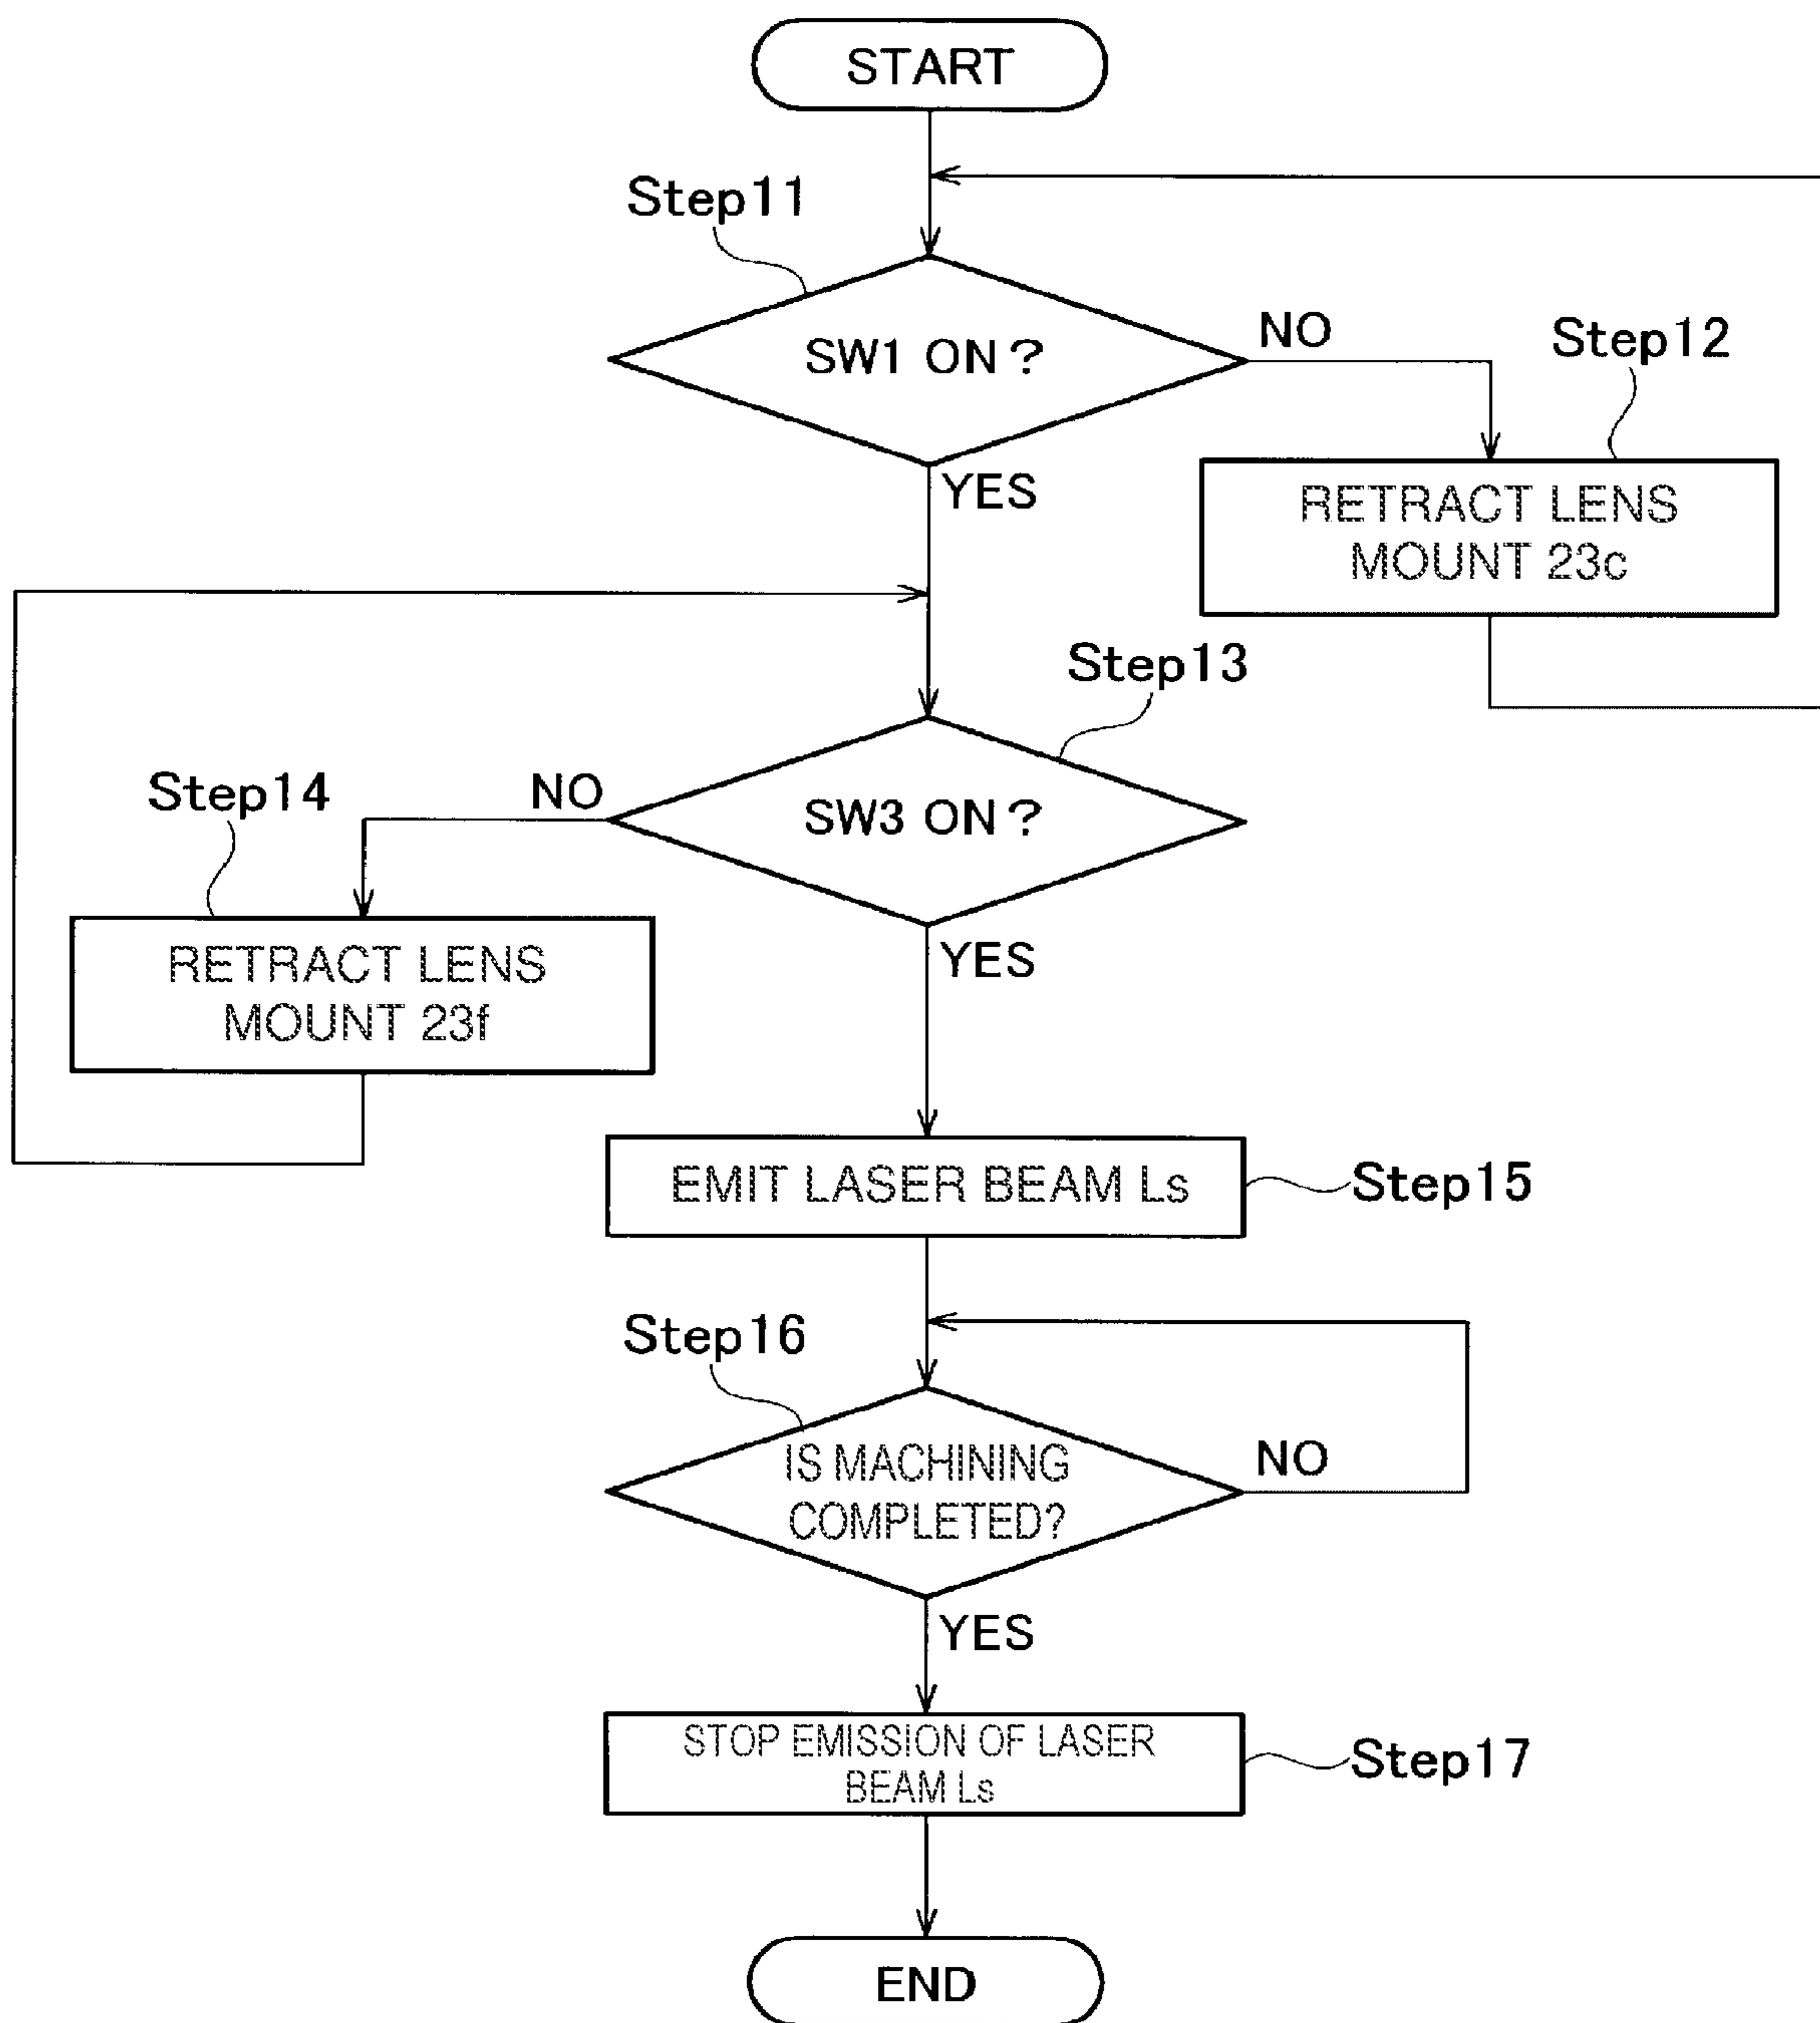 START
Step11
SW1 ON?
NO
Step12
YES
RETRACT LENS
MOUNT 23c
Step13
Step14
NO
SW3 ON?
YES
RETRACT LENS
MOUNT 23f
EMIT LASER BEAM Ls
Step15
Step16
IS MACHINING
COMPLETED?
NO
YES
STOP EMISSION OF LASER
BEAM Ls
Step17
END